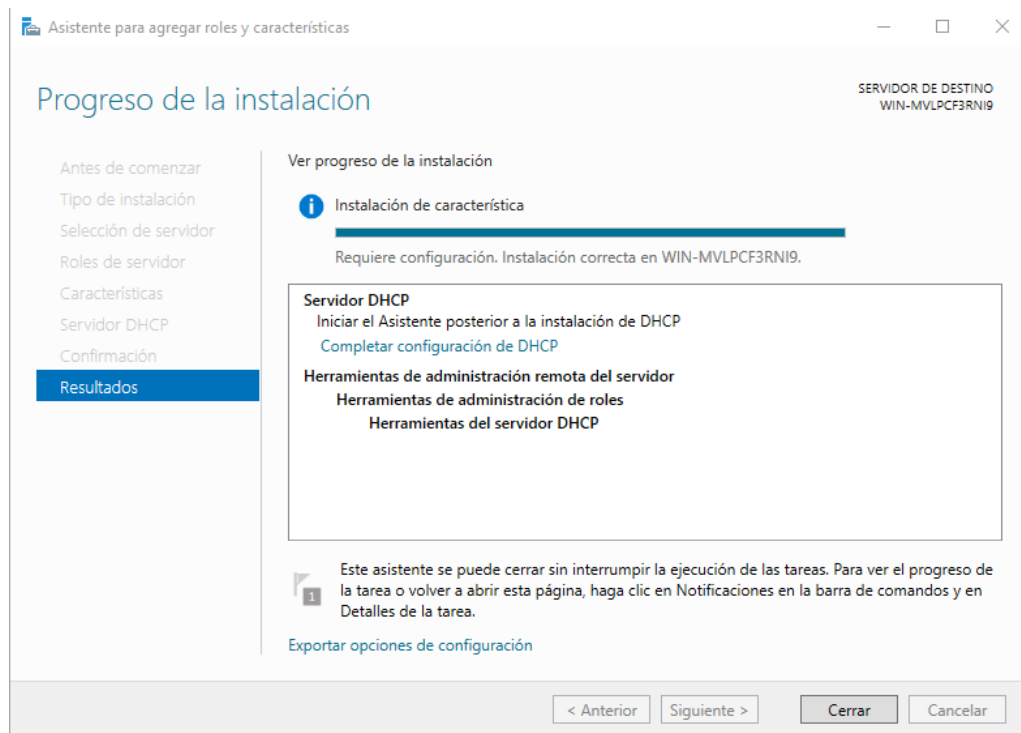 Asistente para agregar roles y características
Progreso de la instalación
SERVIDOR DE DESTINO
WIN-MVLPCF3RNI9
Antes de comenzar
Tipo de instalación
Selección de servidor
Roles de servidor
Características
Servidor DHCP
Confirmación
Resultados
Ver progreso de la instalación
Instalación de característica
Requiere configuración. Instalación correcta en WIN-MVLPCF3RNI9.
Servidor DHCP
Iniciar el Asistente posterior a la instalación de DHCP
Completar configuración de DHCP
Herramientas de administración remota del servidor
Herramientas de administración de roles
Herramientas del servidor DHCP
1
Este asistente se puede cerrar sin interrumpir la ejecución de las tareas. Para ver el progreso de
la tarea o volver a abrir esta página, haga clic en Notificaciones en la barra de comandos y en
Detalles de la tarea.
Exportar opciones de configuración
< Anterior
Siguiente >
Cerrar
Cancelar